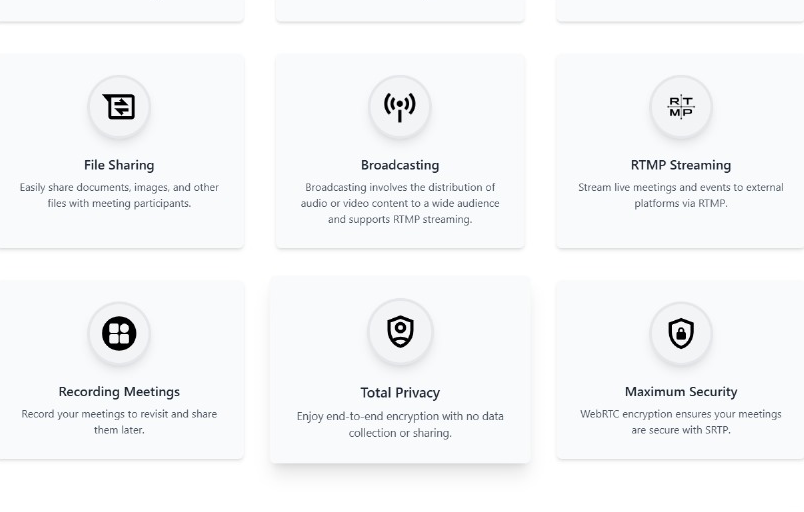 File Sharing
Easily share documents, images, and other
files with meeting participants.
Broadcasting
Broadcasting involves the distribution of
audio or video content to a wide audience
and supports RTMP streaming.
RT
MP
RTMP Streaming
Stream live meetings and events to external
platforms via RTMP.
Recording Meetings
Record your meetings to revisit and share
them later.
Total Privacy
Enjoy end-to-end encryption with no data
collection or sharing.
Maximum Security
WebRTC encryption ensures your meetings
are secure with SRTP.